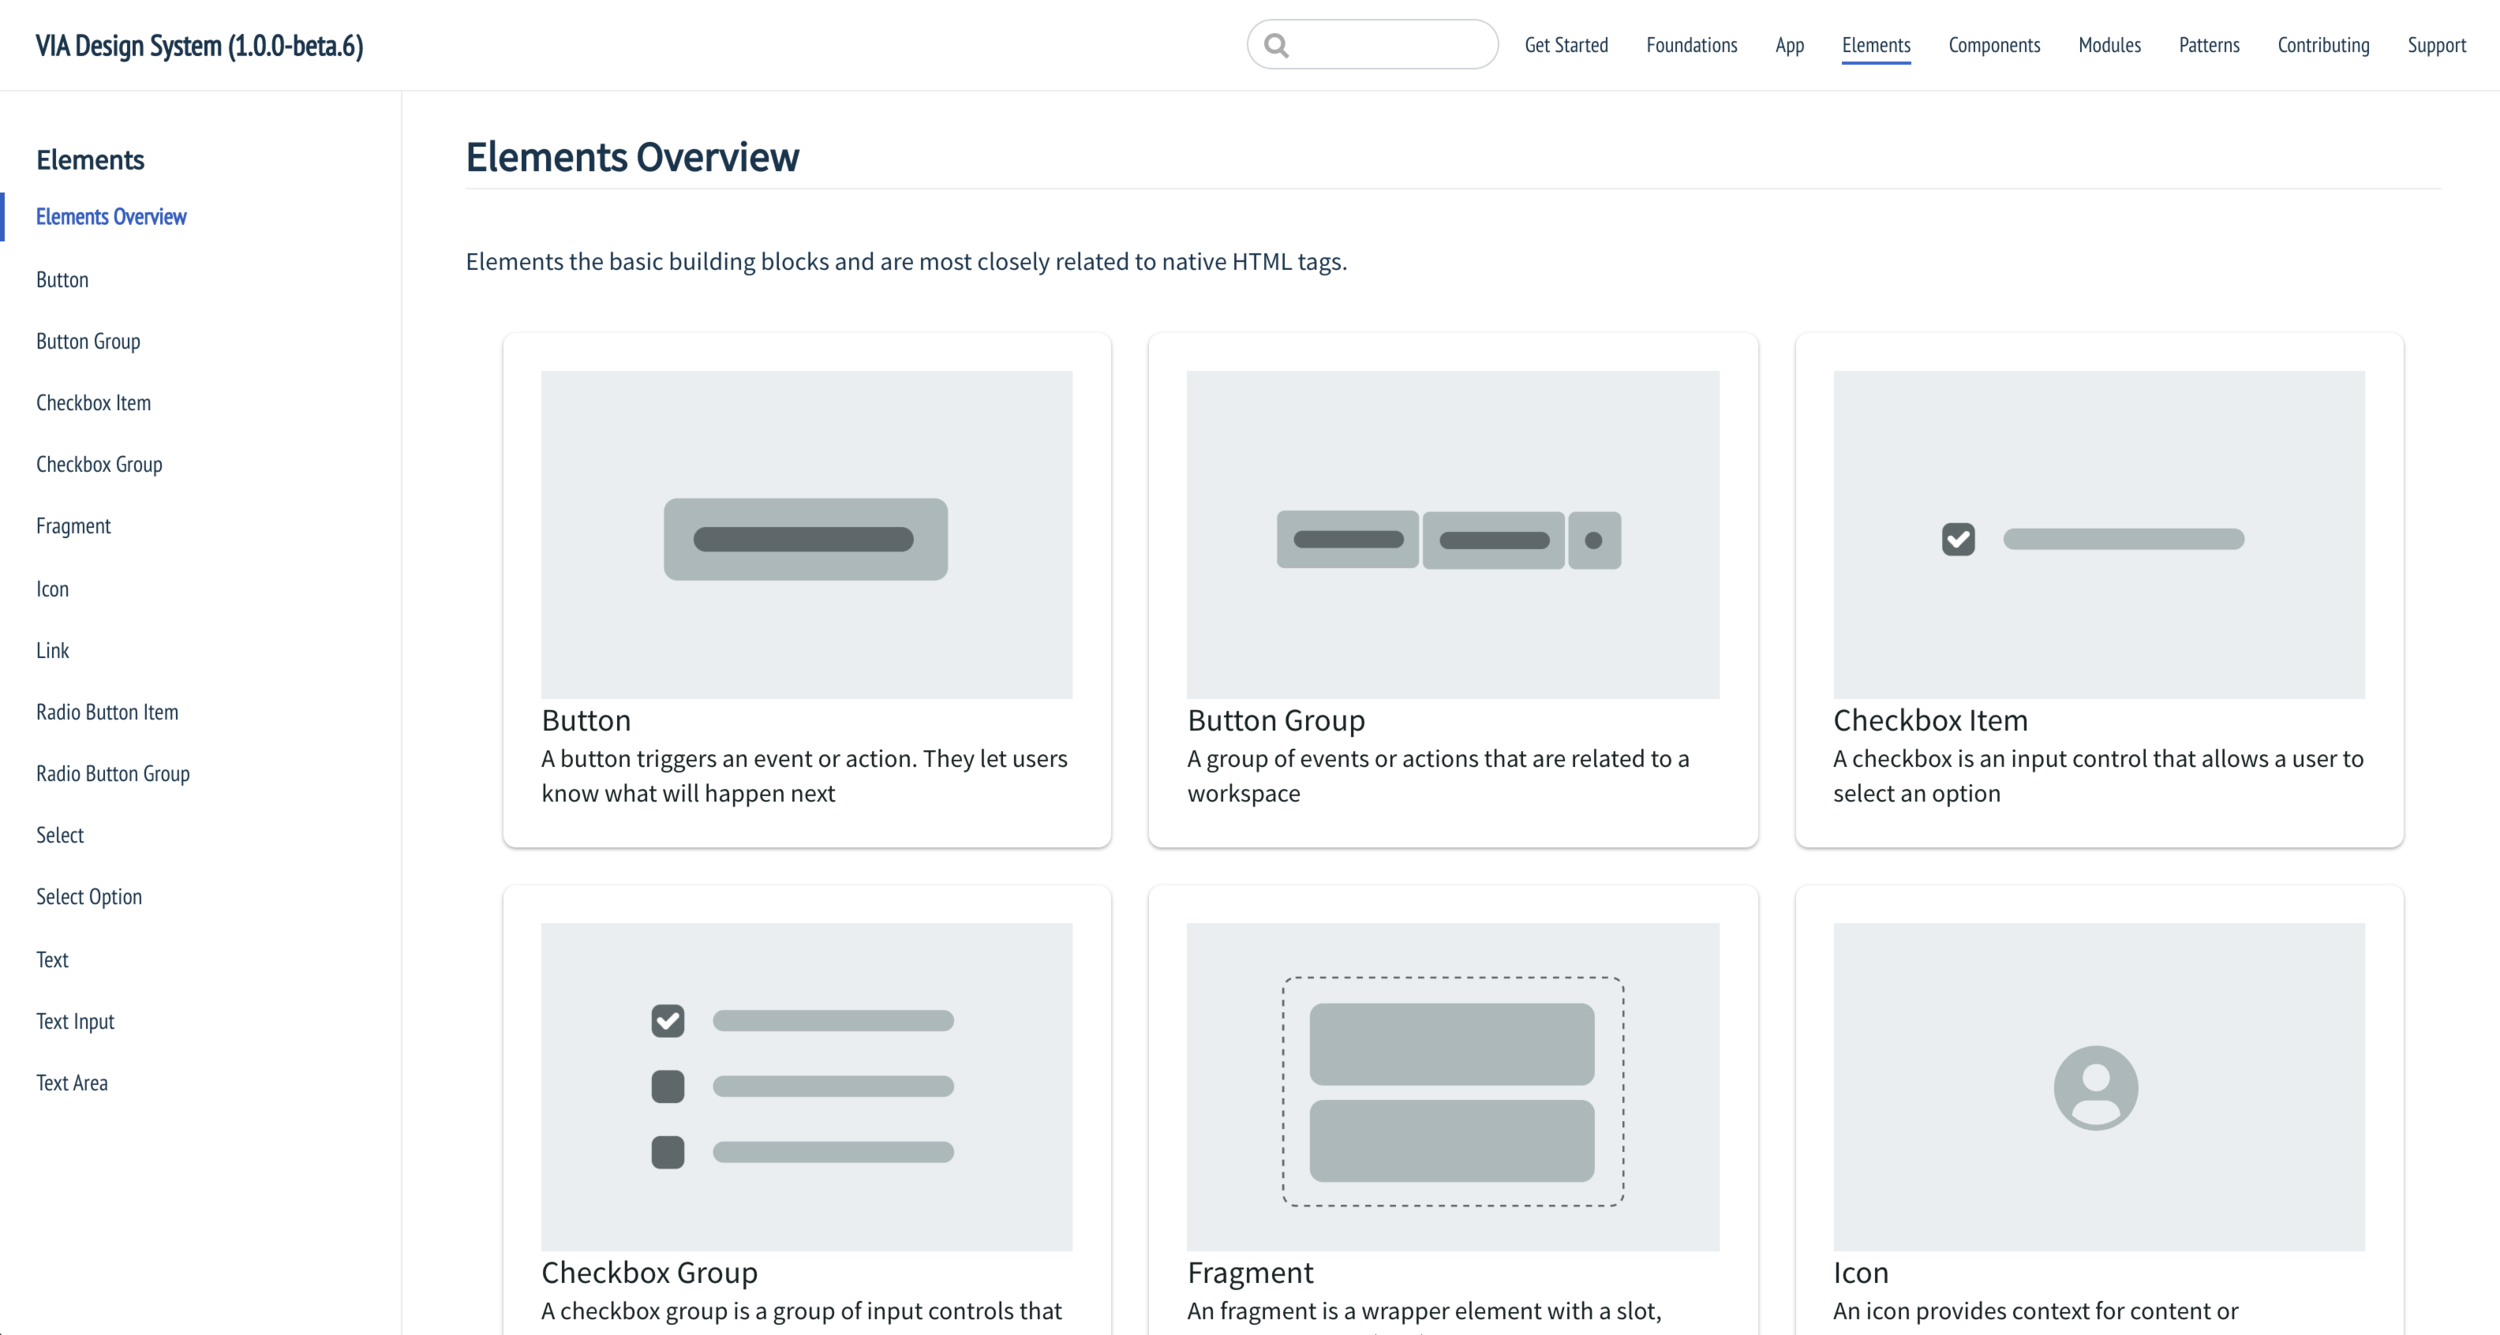 VIA Design System (1.0.0-beta.6)
Get Started
Foundations
App
Elements
Components
Modules
Patterns
Contributing
Support
Elements
Elements Overview
Button
Button Group
Checkbox Item
Checkbox Group
Fragment
Icon
Link
Radio Button Item
Radio Button Group
Select
Select Option
Text
Text Input
Text Area
Elements Overview
Elements the basic building blocks and are most closely related to native HTML tags.
Button
A button triggers an event or action. They let users
know what will happen next
Button Group
A group of events or actions that are related to a
workspace
Checkbox Item
A checkbox is an input control that allows a user to
select an option
Checkbox Group
A checkbox group is a group of input controls that
Fragment
An fragment is a wrapper element with a slot,
Icon
An icon provides context for content or